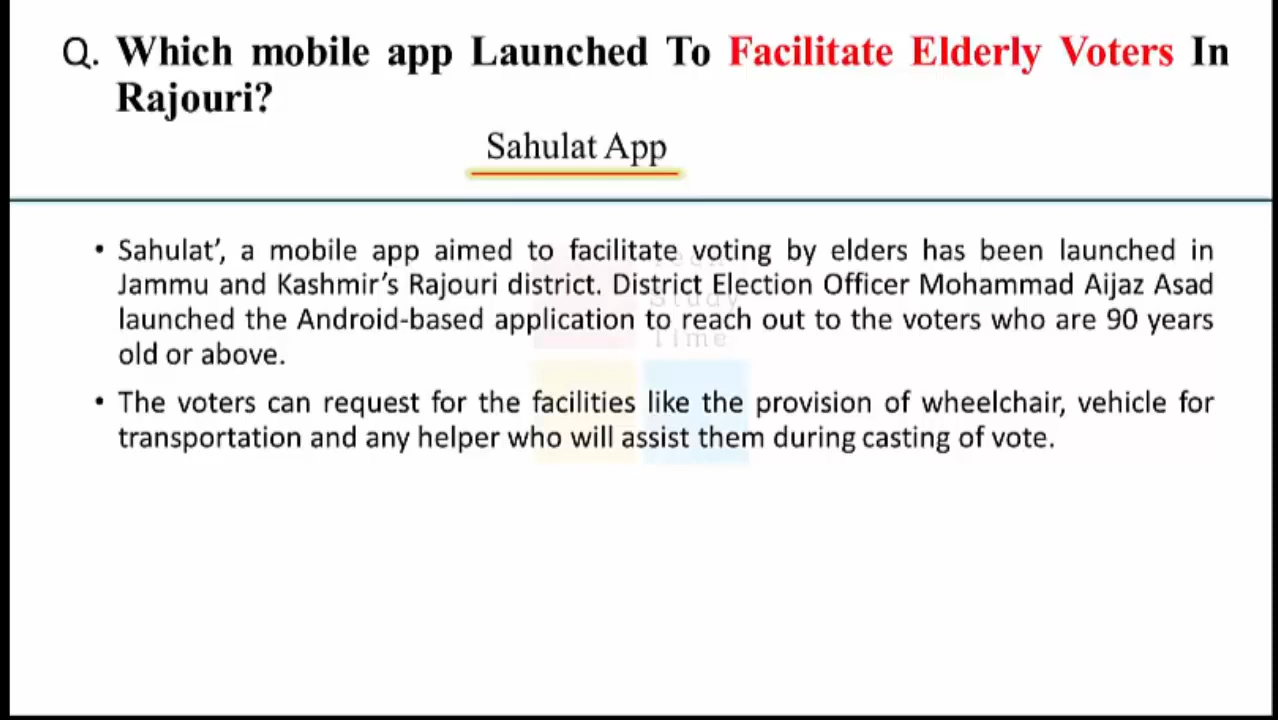 Q. Which mobile app Launched To Facilitate Elderly Voters In
Rajouri?
Sahulat App
• Sahulat’, a mobile app aimed to facilitate voting by elders has been launched in
Jammu and Kashmir’s Rajouri district. District Election Officer Mohammad Aijaz Asad
launched the Android-based application to reach out to the voters who are 90 years
old or above.
• The voters can request for the facilities like the provision of wheelchair, vehicle for
transportation and any helper who will assist them during casting of vote.
Study
Time